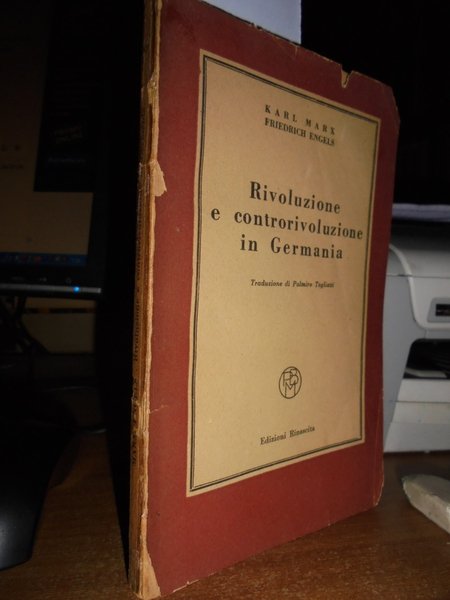 KARL MARX
FRIEDRICH ENGELS
Rivoluzione
e controrivoluzione
in Germania
Traduzione di Palmiro Togliatti
Edizioni Rinascita